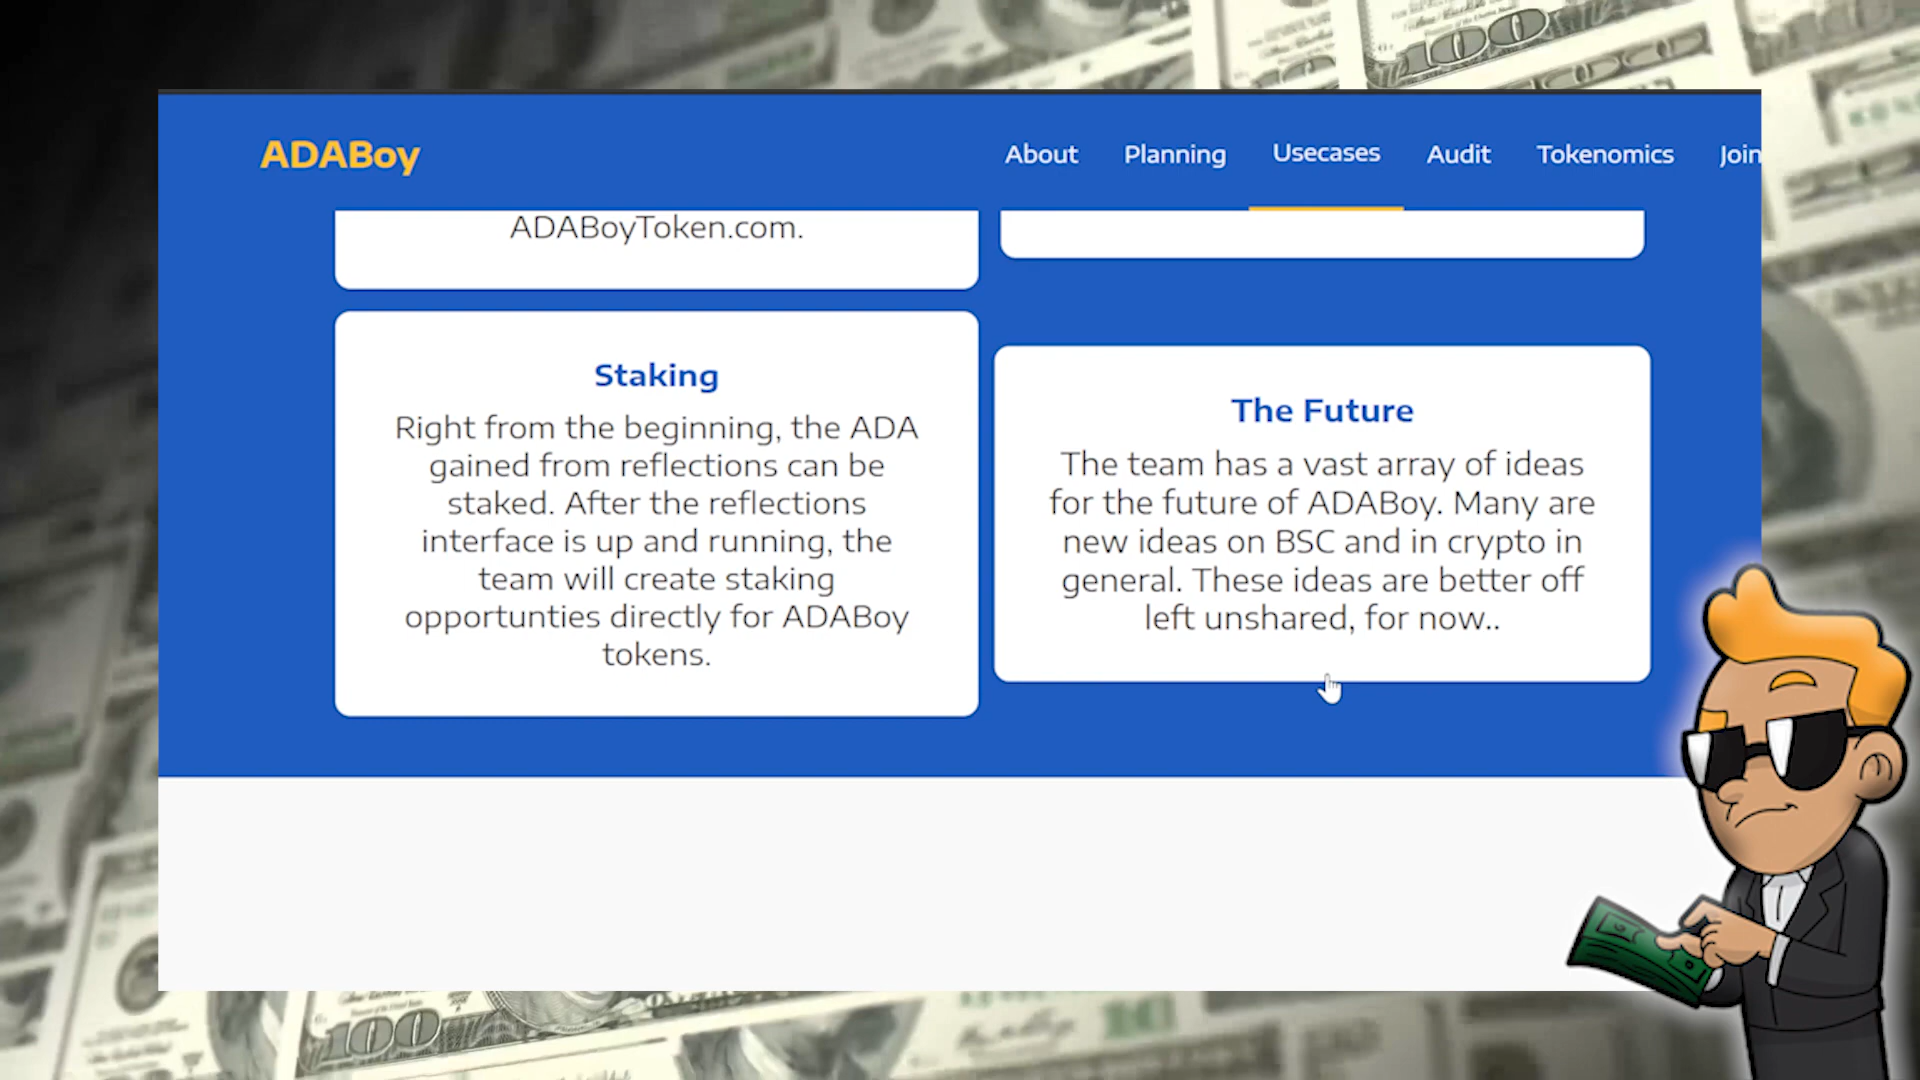 ADABoy
About Planning Usecases Audit Tokenomics Join
ADABoyToken.com.
Staking
Right from the beginning, the ADA
gained from reflections can be
staked. After the reflections
interface is up and running, the
team will create staking
opportunties directly for ADABoy
tokens.
The Future
The team has a vast array of ideas
for the future of ADABoy. Many are
new ideas on BSC and in crypto in
general. These ideas are better off
left unshared, for now..
100
100